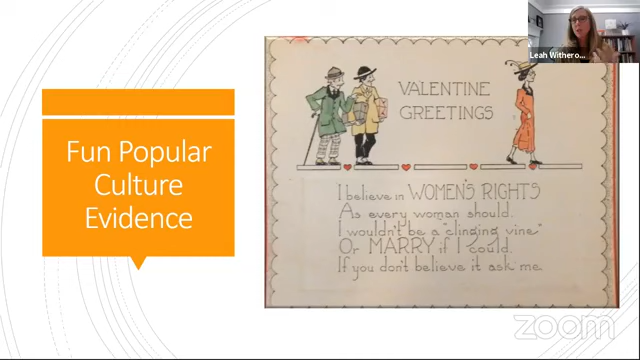 Fun Popular
Culture
Evidence
VALENTINE
GREETINGS
I believe in WOMEN'S RIGHTS
As every woman should.
I wouldn't be a "clinging vine"
Or MARRY if I could.
If you don't believe it ask me
Leah Withero...
zoom